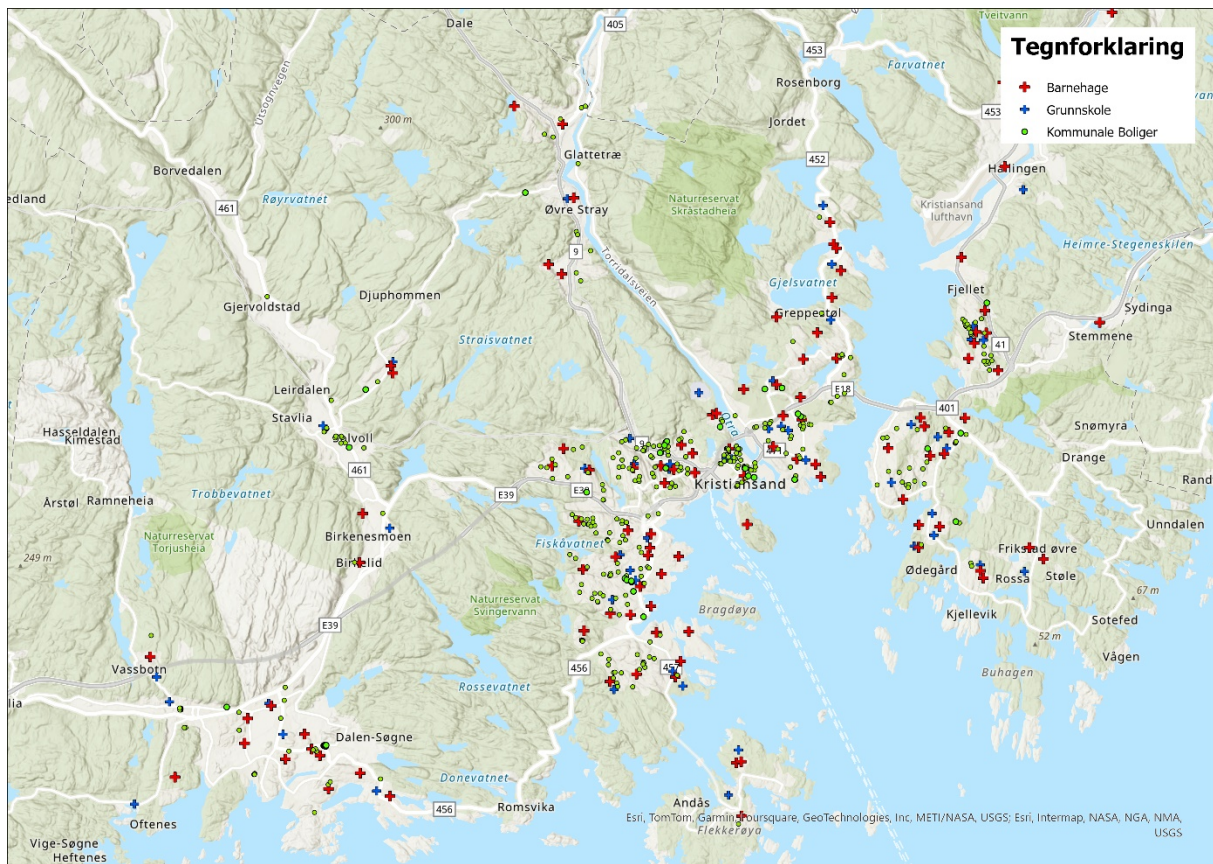 Tveitvann
Dale
405
453
Rosenborg
Farvatnet
Utsognvegen
300 m
Jordet
453
Glattetræ
452
Borvedalen
Naturreservat
Skråstadheia
Kristiansand
lufthavn
Røyrvatnet
461
Øvre Stray
9
Torridalsveien
Heimre-Stegeneskilen
Gjelsvatnet
Fjellet
Djuphommen
Gjervoldstad
Greppestøl
Sydinga
Stemmene
41
Straisvatnet
Leirdalen
E18
401
Stavlia
Otra
Snømyra
Hasseldalen
Kimestad
461
Drange
Kristiansand
E39
Trobbevatnet
Årstøl
Ramneheia
Unndalen
Birkenesmoen
Naturreservat
Torjusheia
Fiskåvatnet
249 m
Frikstad øvre
Ødegård
Rossa
Støle
67 m
Naturreservat
Svingervann
Bragdøya
Kjellevik
Sotefed
E39
52 m
Vågen
Vassbotn
456
457
Buhagen
Rossevatnet
Dalen-Søgne
Donevatnet
456
Romsvika
Andås
Oftenes
Flekkerøya
Vige-Søgne
Heftenes
Tegnforklaring
Barnehage
Grunnskole
Kommunale Boliger
Esri, TomTom, Garmin, Foursquare, GeoTechnologies, Inc, METI/NASA, USGS; Esri, Intermap, NASA, NGA, NMA,
USGS